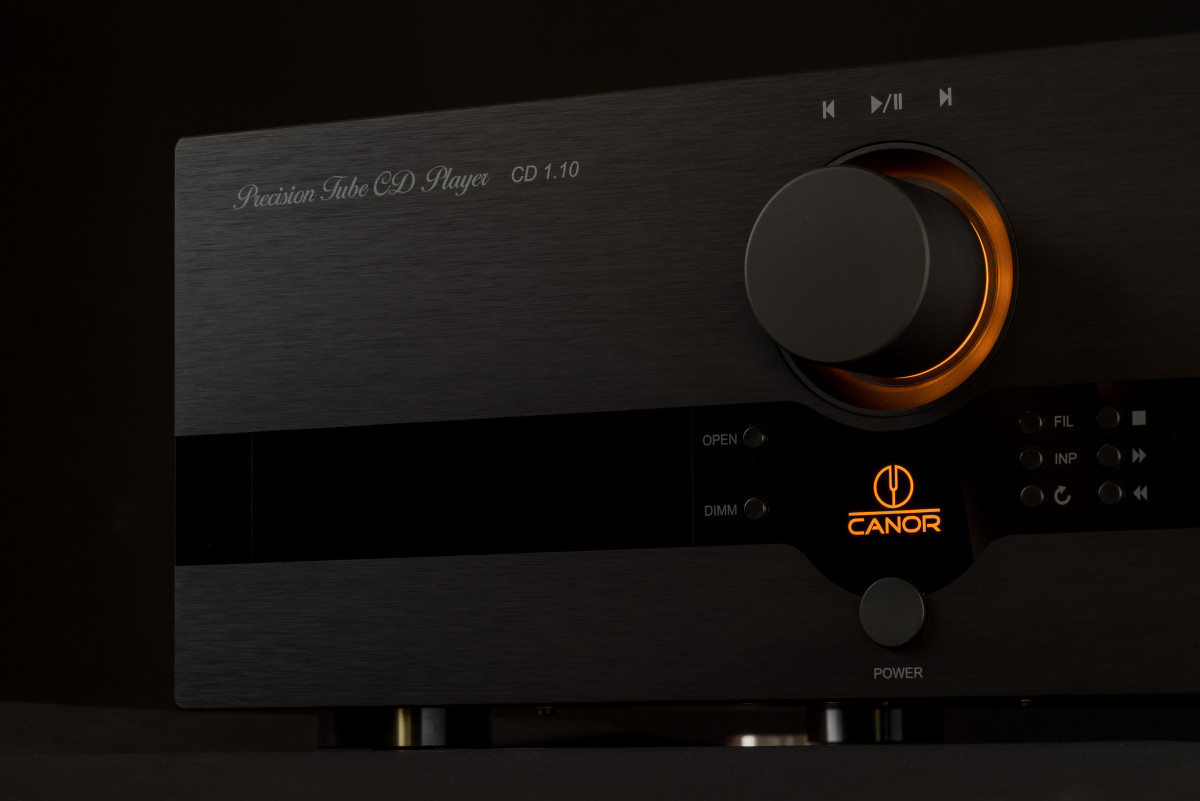 Precision Tube CD Player CD 1.10
OPEN
DIMM
CANOR
FIL
INP
POWER